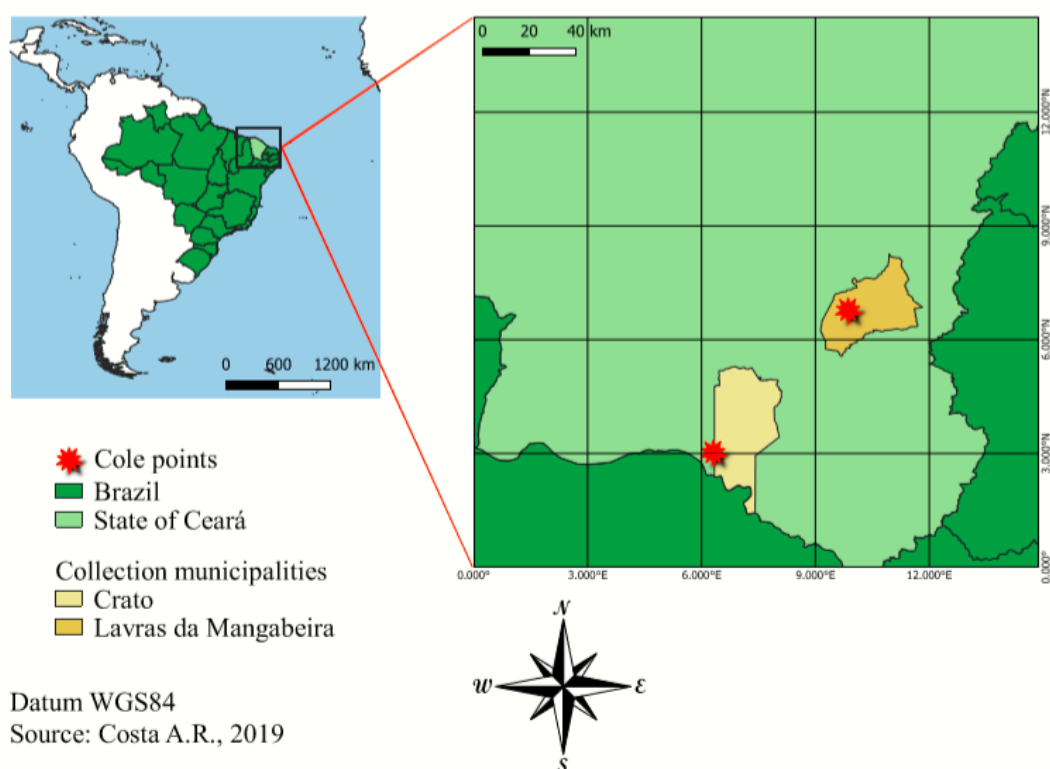 0 20 40 km
12.000°N
9.000°N
6.000°N
3.000°N
0.000°
0.000° 3.000°E 6.000°E 9.000°E 12.000°E
0 600 1200 km
Cole points
Brazil
State of Ceará
Collection municipalities
Crato
Lavras da Mangabeira
N
W E
S
Datum WGS84
Source: Costa A.R., 2019